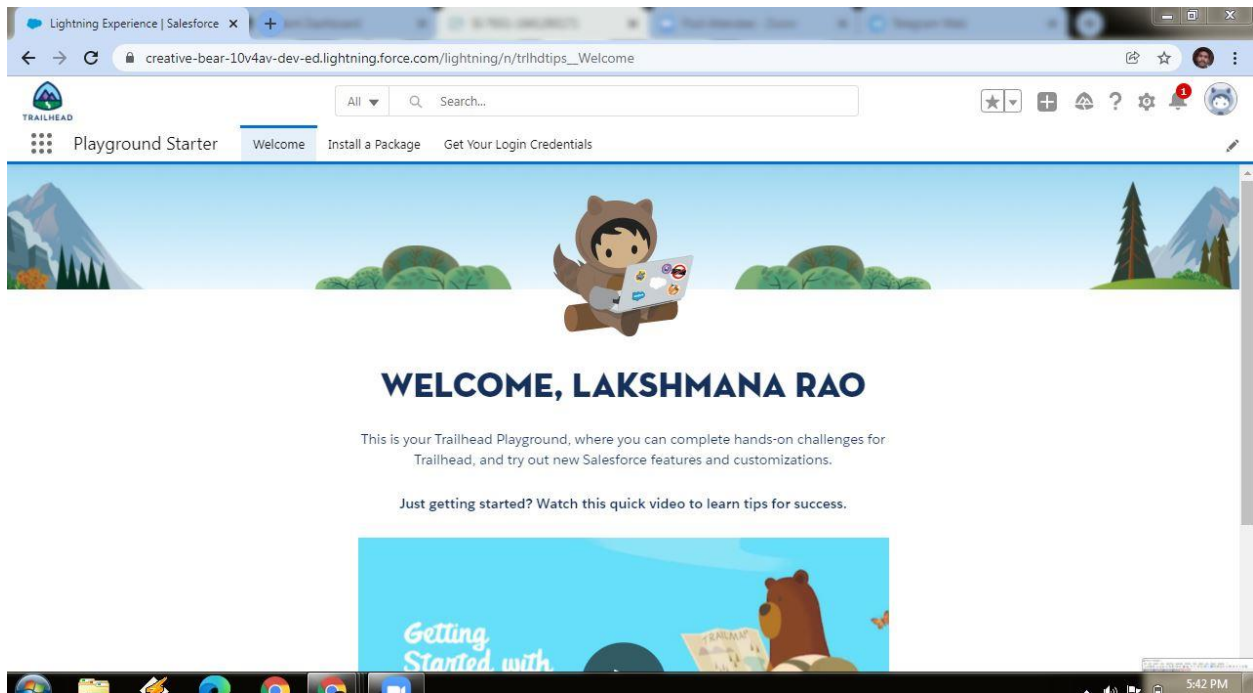 Lightning Experience | Salesforce
creative-bear-10v4av-dev-ed.lightning.force.com/lightning/n/trlhdtips__Welcome
TRAILHEAD
All
Search...
1
Playground Starter
Welcome
Install a Package
Get Your Login Credentials
WELCOME, LAKSHMANA RAO
This is your Trailhead Playground, where you can complete hands-on challenges for
Trailhead, and try out new Salesforce features and customizations.
Just getting started? Watch this quick video to learn tips for success.
Getting
Started with
TRAILMAP
5:42 PM